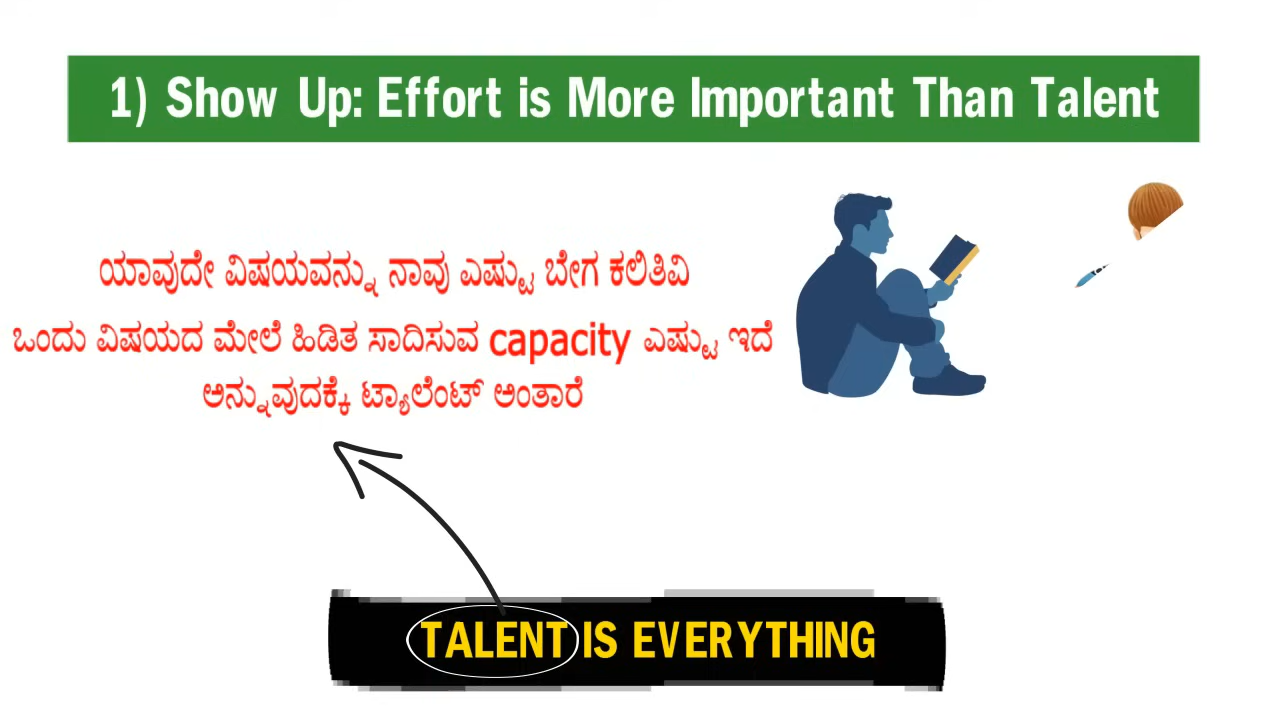 1) Show Up: Effort is More Important Than Talent
ಯಾವುದೇ ವಿಷಯವನ್ನು ನಾವು ಎಷ್ಟು ಬೇಗ ಕಲಿತಿವಿ
ಒಂದು ವಿಷಯದ ಮೇಲೆ ಹಿಡಿತ ಸಾದಿಸುವ capacity ಎಷ್ಟು ಇದೆ
ಅನ್ನುವುದಕ್ಕೆ ಟ್ಯಾಲೆಂಟ್ ಅಂತಾರೆ
TALENT IS EVERYTHING